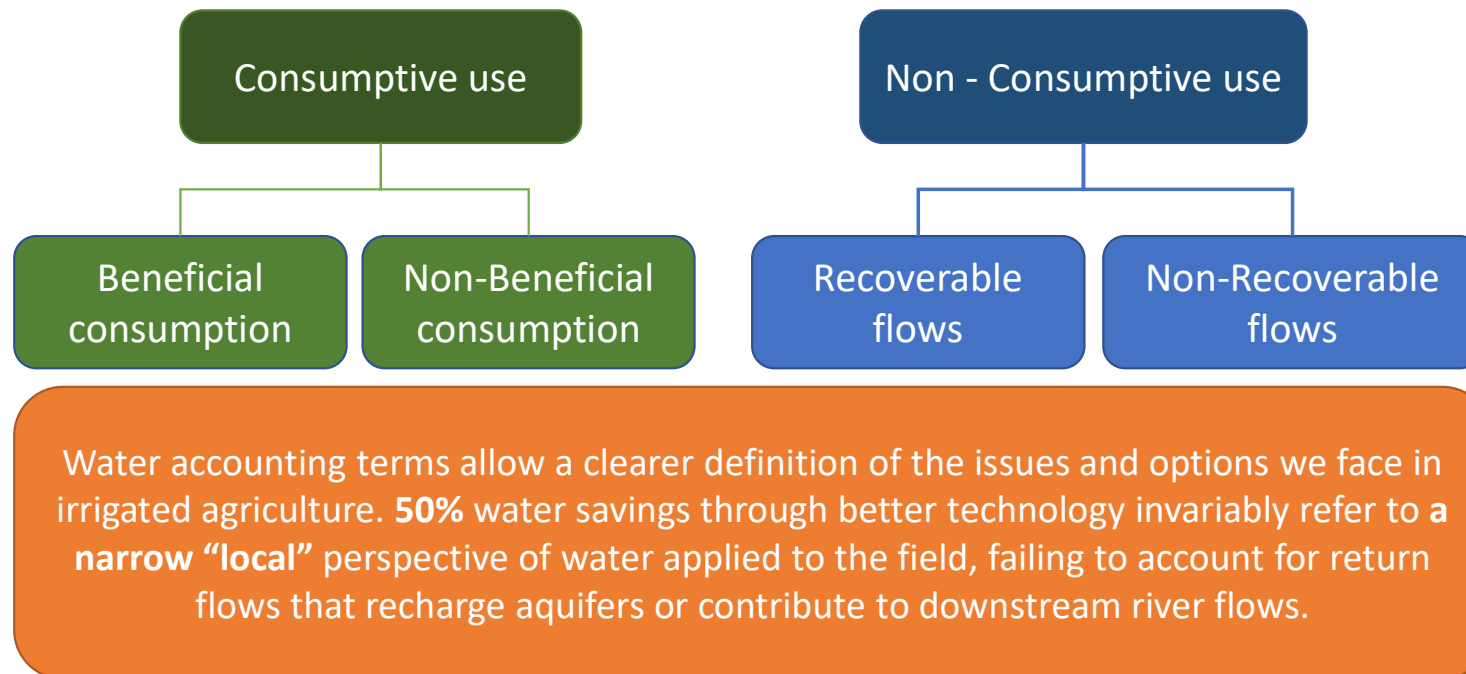 Consumptive use
Non - Consumptive use
Beneficial
consumption
Non-Beneficial
consumption
Recoverable
flows
Non-Recoverable
flows
Water accounting terms allow a clearer definition of the issues and options we face in
irrigated agriculture. 50% water savings through better technology invariably refer to a
narrow “local” perspective of water applied to the field, failing to account for return
flows that recharge aquifers or contribute to downstream river flows.